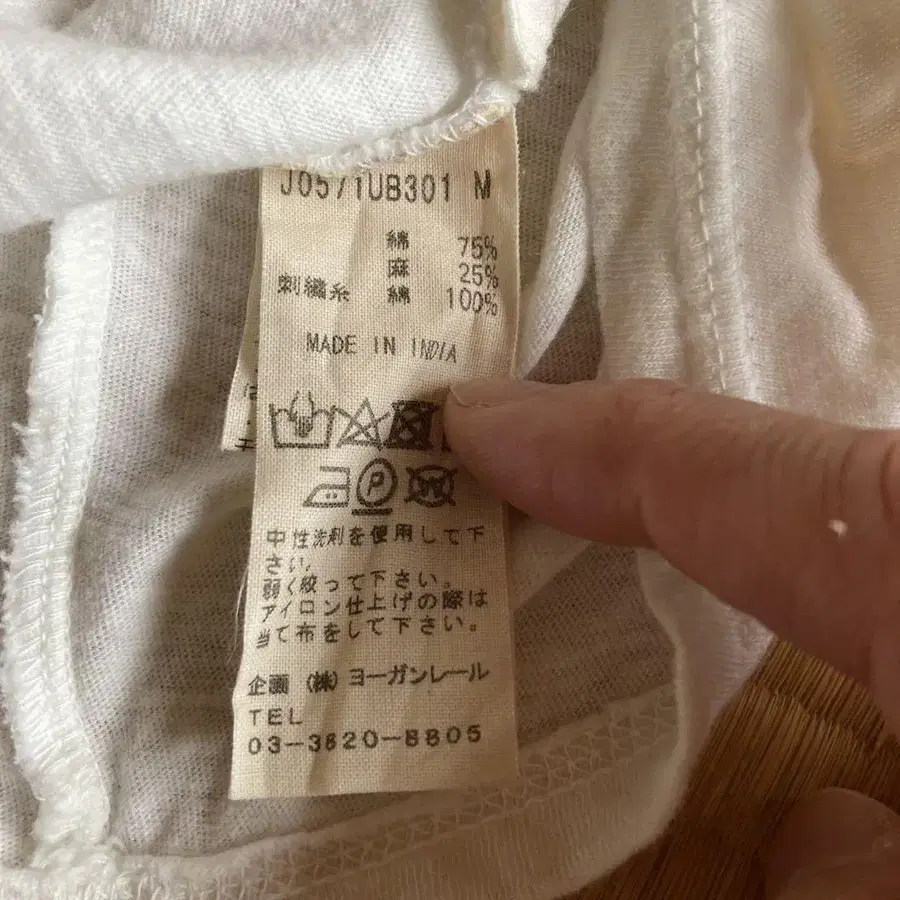 J0571UB301 M
綿 75%
麻 25%
刺繍糸 綿 100%
MADE IN INDIA
P
W
中性洗剤を使用して下
さい。
弱く絞って下さい。
アイロン仕上げの際は
当て布をして下さい。
企画 (株) ヨーガンレール
TEL
03-3820-8805